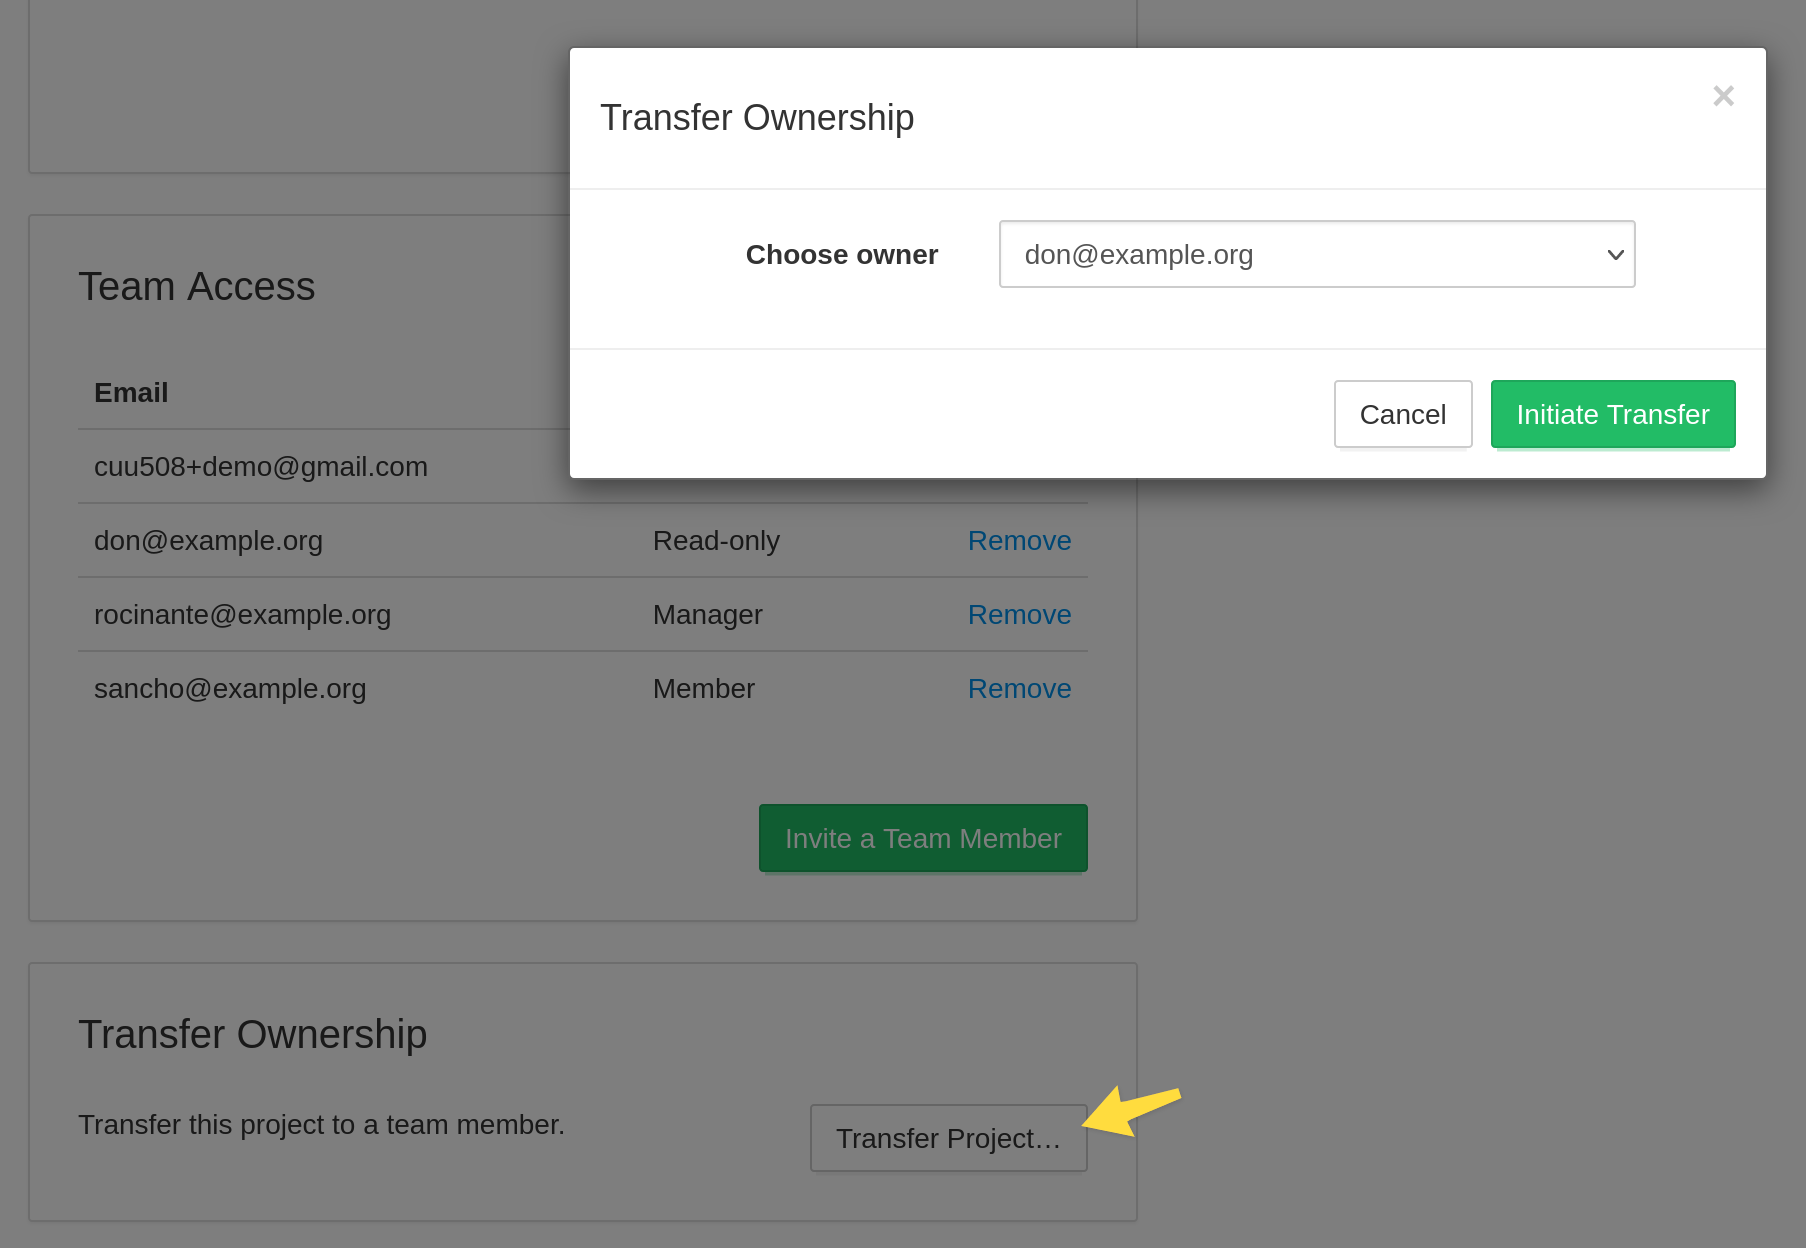 Transfer Ownership
×
Choose owner don@example.org
Cancel Initiate Transfer
Team Access
Email
cuu508+demo@gmail.com
don@example.org Read-only Remove
rocinante@example.org Manager Remove
sancho@example.org Member Remove
Invite a Team Member
Transfer Ownership
Transfer this project to a team member.
Transfer Project…